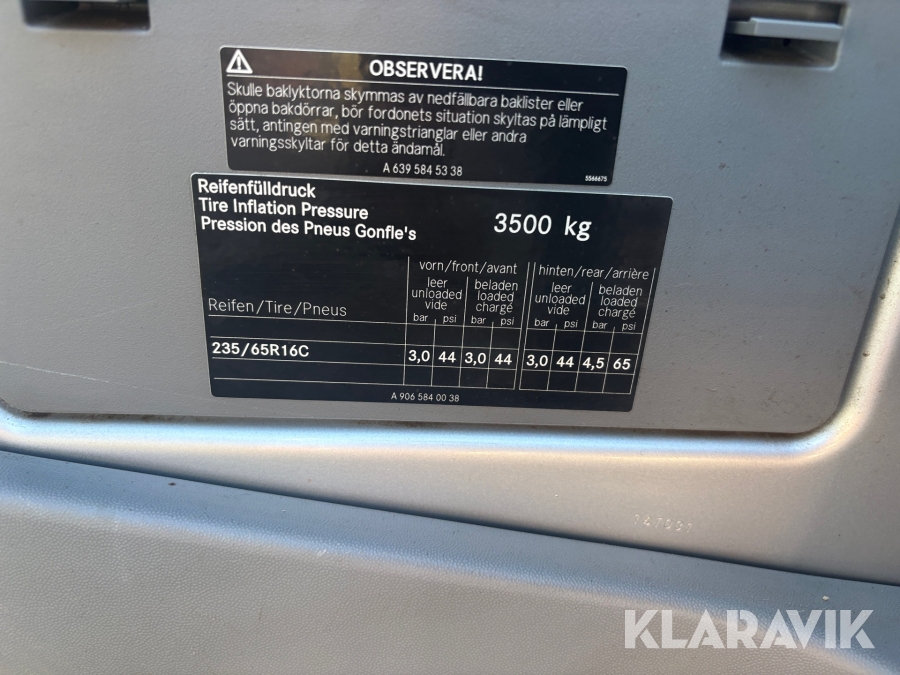 OBSERVERA!
Skulle baklyktorna skymmas av nedfällbara baklister eller
öppna bakdörrar, bör fordonets situation skyltas på lämpligt
sätt, antingen med varningstrianglar eller andra
varningsskyltar för detta ändamål.
A 639 584 53 38
5566675
Reifenfülldruck
Tire Inflation Pressure
Pression des Pneus Gonfle's
3500 kg
vorn/front/avant hinten/rear/arrière
leer beladen leer beladen
unloaded loaded unloaded loaded
vide chargé vide chargé
Reifen/Tire/Pneus
bar psi bar psi bar psi bar psi
235/65R16C 3,0 44 3,0 44 3,0 44 4,5 65
A 906 584 00 38
KLARAVIK